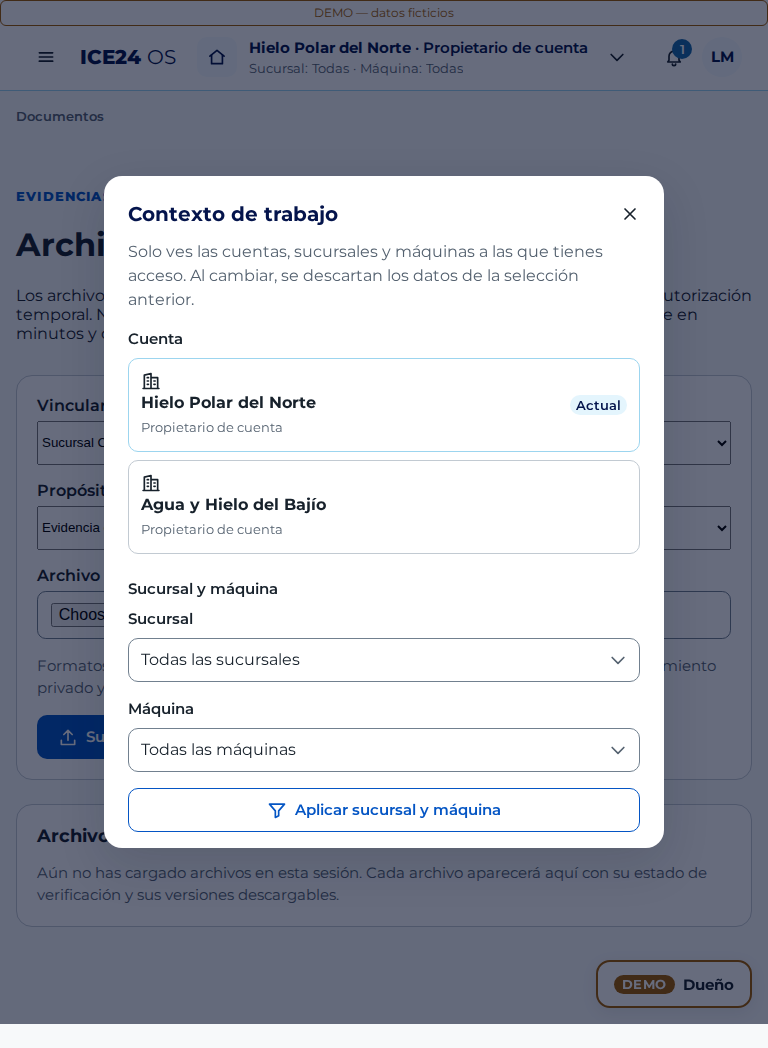 DEMO — datos ficticios
ICE24 OS
Hielo Polar del Norte · Propietario de cuenta
Sucursal: Todas · Máquina: Todas
1
LM
Documentos
EVIDENCIA
Archi
Los archivo
utorización
temporal. N
e en
minutos y
Contexto de trabajo
Solo ves las cuentas, sucursales y máquinas a las que tienes
acceso. Al cambiar, se descartan los datos de la selección
anterior.
Cuenta
Hielo Polar del Norte
Propietario de cuenta
Actual
Agua y Hielo del Bajío
Propietario de cuenta
Sucursal y máquina
Sucursal
Todas las sucursales
Máquina
Todas las máquinas
Aplicar sucursal y máquina
Vincular
Sucursal C
Propósit
Evidencia
Archivo
Choos
Formatos
miento
privado y
Su
Archivo
Aún no has cargado archivos en esta sesión. Cada archivo aparecerá aquí con su estado de
verificación y sus versiones descargables.
DEMO Dueño